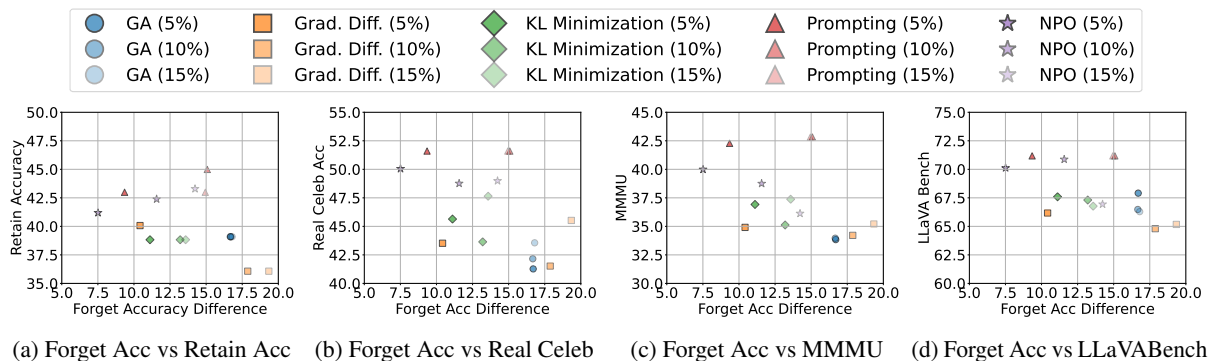 GA (5%) Grad. Diff. (5%) KL Minimization (5%) Prompting (5%) NPO (5%)
GA (10%) Grad. Diff. (10%) KL Minimization (10%) Prompting (10%) NPO (10%)
GA (15%) Grad. Diff. (15%) KL Minimization (15%) Prompting (15%) NPO (15%)
Retain Accuracy
50.0
47.5
45.0
42.5
40.0
37.5
35.0
5.0 7.5 10.0 12.5 15.0 17.5 20.0
Forget Accuracy Difference
(a) Forget Acc vs Retain Acc
Real Celeb Acc
55.0
52.5
50.0
47.5
45.0
42.5
40.0
5.0 7.5 10.0 12.5 15.0 17.5 20.0
Forget Acc Difference
(b) Forget Acc vs Real Celeb
MMMU
45.0
42.5
40.0
37.5
35.0
32.5
30.0
5.0 7.5 10.0 12.5 15.0 17.5 20.0
Forget Acc Difference
(c) Forget Acc vs MMMU
LLaVA Bench
75.0
72.5
70.0
67.5
65.0
62.5
60.0
5.0 7.5 10.0 12.5 15.0 17.5 20.0
Forget Acc Difference
(d) Forget Acc vs LLaVABench